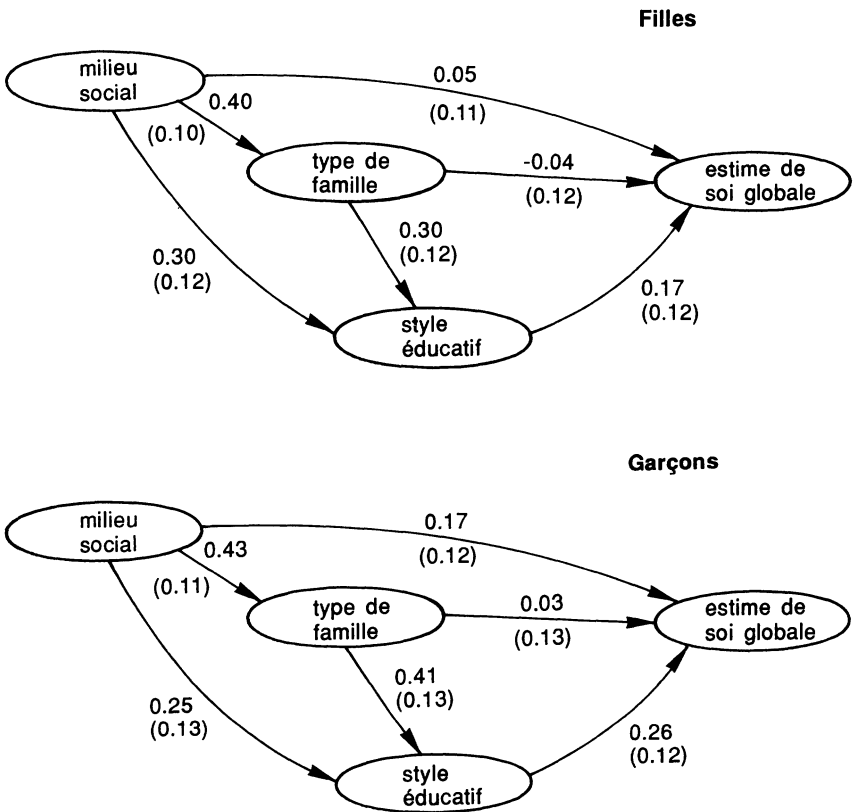 Filles
milieu
social
0.05
(0.11)
0.40
(0.10)
type de
famille
-0.04
(0.12)
estime de
soi globale
0.30
(0.12)
0.30
(0.12)
0.17
(0.12)
style
éducatif
Garçons
milieu
social
0.17
(0.12)
0.43
(0.11)
type de
famille
0.03
(0.13)
estime de
soi globale
0.41
(0.13)
0.25
(0.13)
0.26
(0.12)
style
éducatif